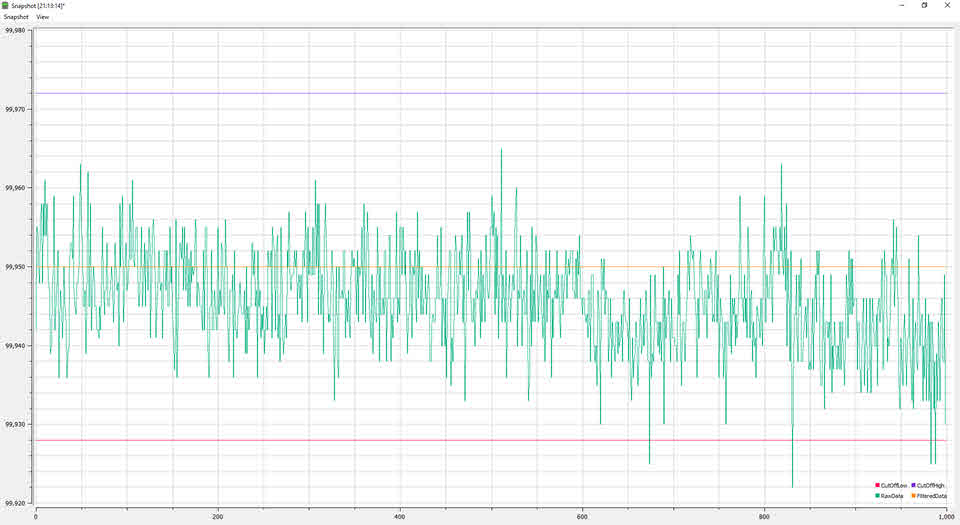 Snapshot [21:13:14]*
Snapshot View
99,980
99,970
99,960
99,950
99,940
99,930
99,920
CutOffLow CutOffHigh
RawData FilteredData
0 200 400 600 800 1,000